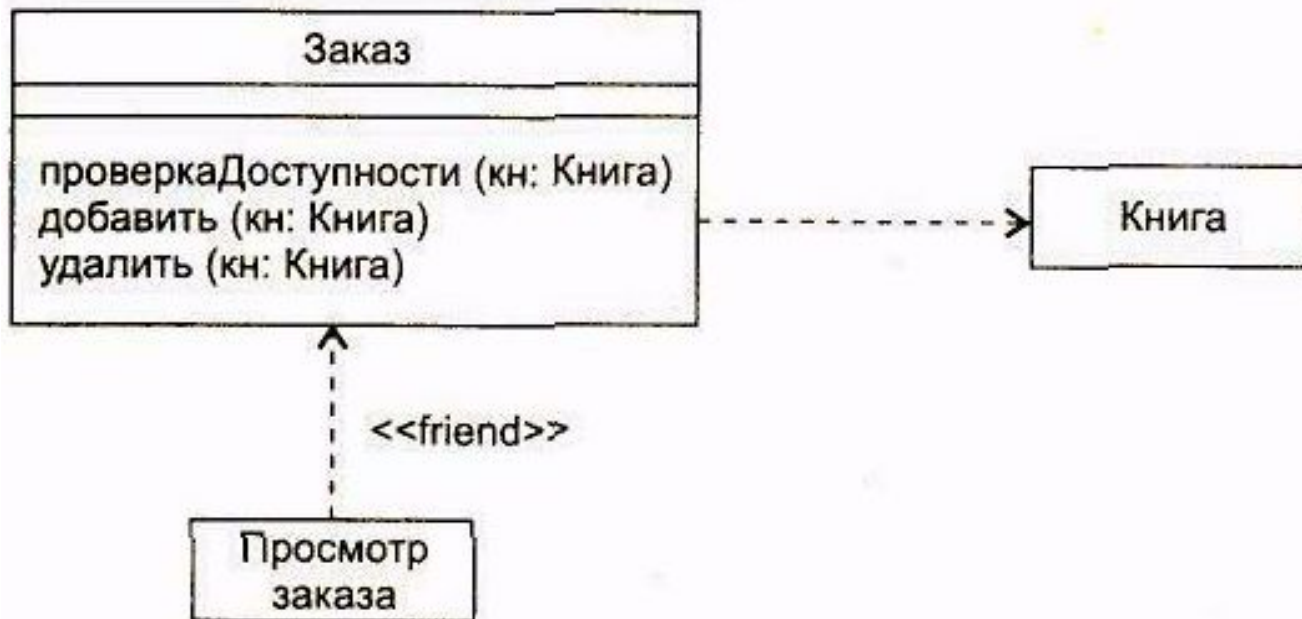 Заказ
проверкаДоступности (кн: Книга)
добавить (кн: Книга)
удалить (кн: Книга)
Книга
<<friend>>
Просмотр
заказа